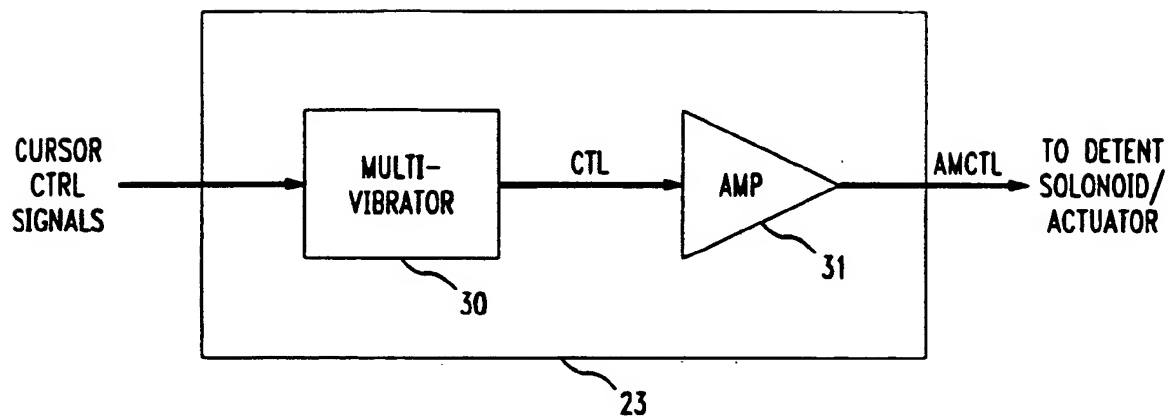 CURSOR
CTRL
SIGNALS
MULTI-
VIBRATOR
30
CTL
AMP
31
AMCTL
TO DETENT
SOLONOID/
ACTUATOR
23